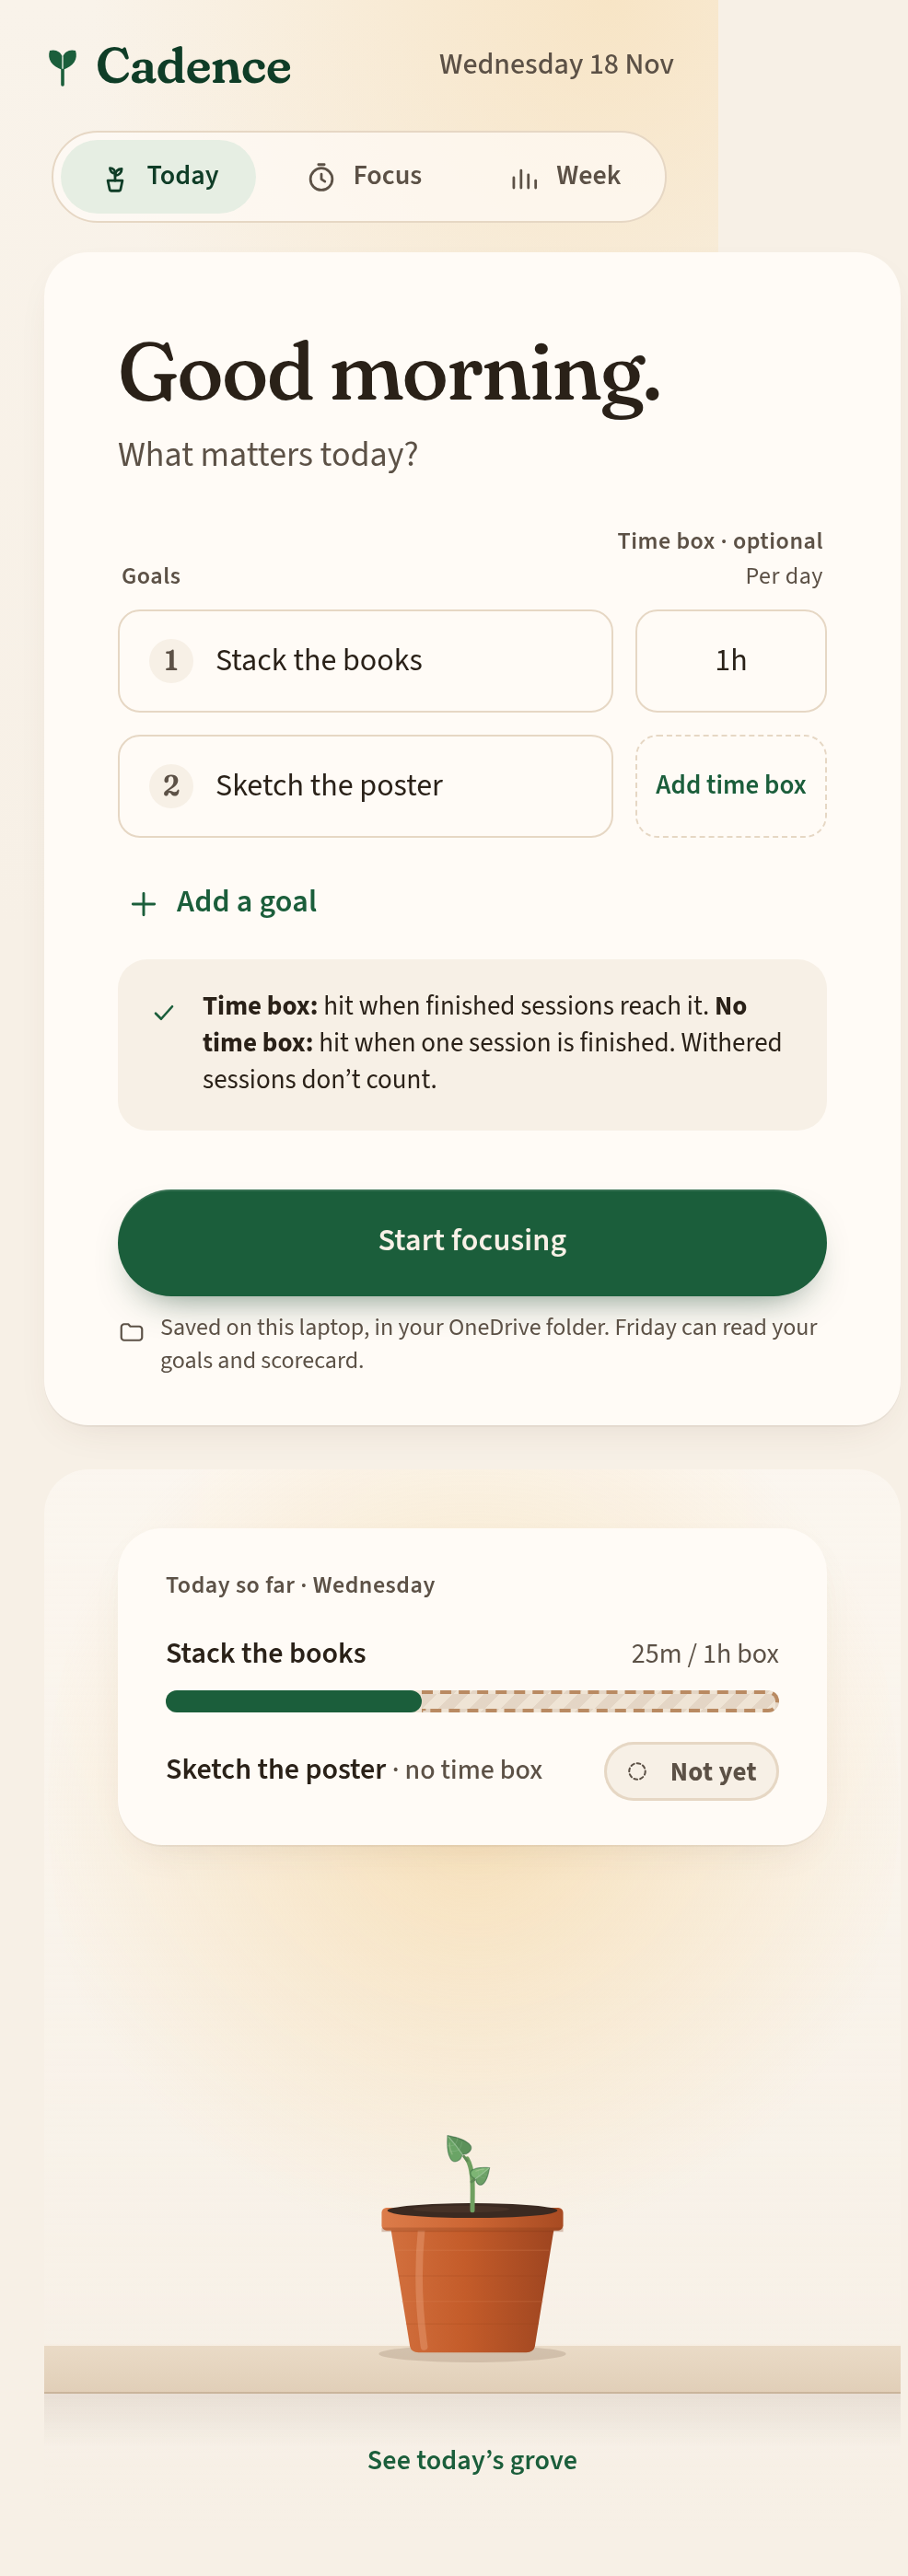 Cadence
Wednesday 18 Nov
Today
Focus
Week
Good morning.
What matters today?
Time box · optional
Goals
Per day
1
Stack the books
1h
2
Sketch the poster
Add time box
Add a goal
Time box: hit when finished sessions reach it. No
time box: hit when one session is finished. Withered
sessions don’t count.
Start focusing
Saved on this laptop, in your OneDrive folder. Friday can read your
goals and scorecard.
Today so far · Wednesday
Stack the books
25m / 1h box
Sketch the poster · no time box
Not yet
See today’s grove